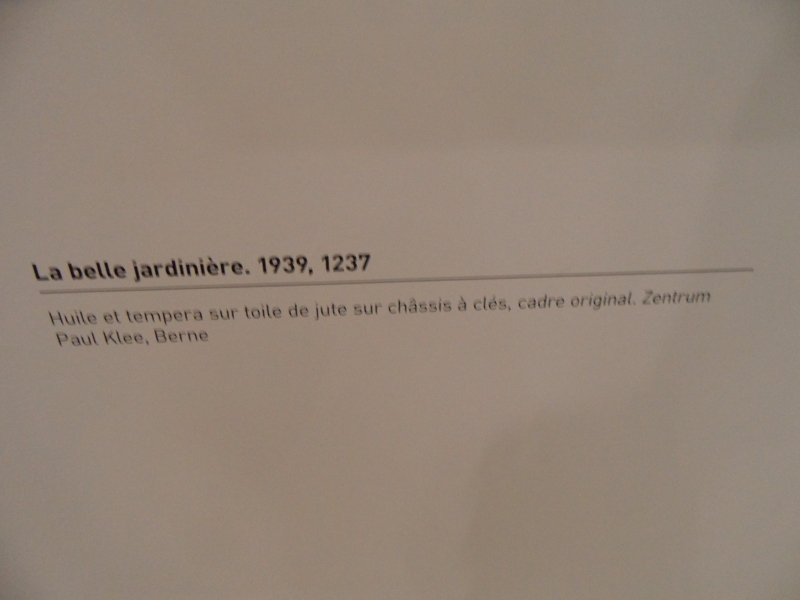 La belle jardinière. 1939, 1237
Huile et tempera sur toile de jute sur châssis à clés, cadre original. Zentrum
Paul Klee, Berne